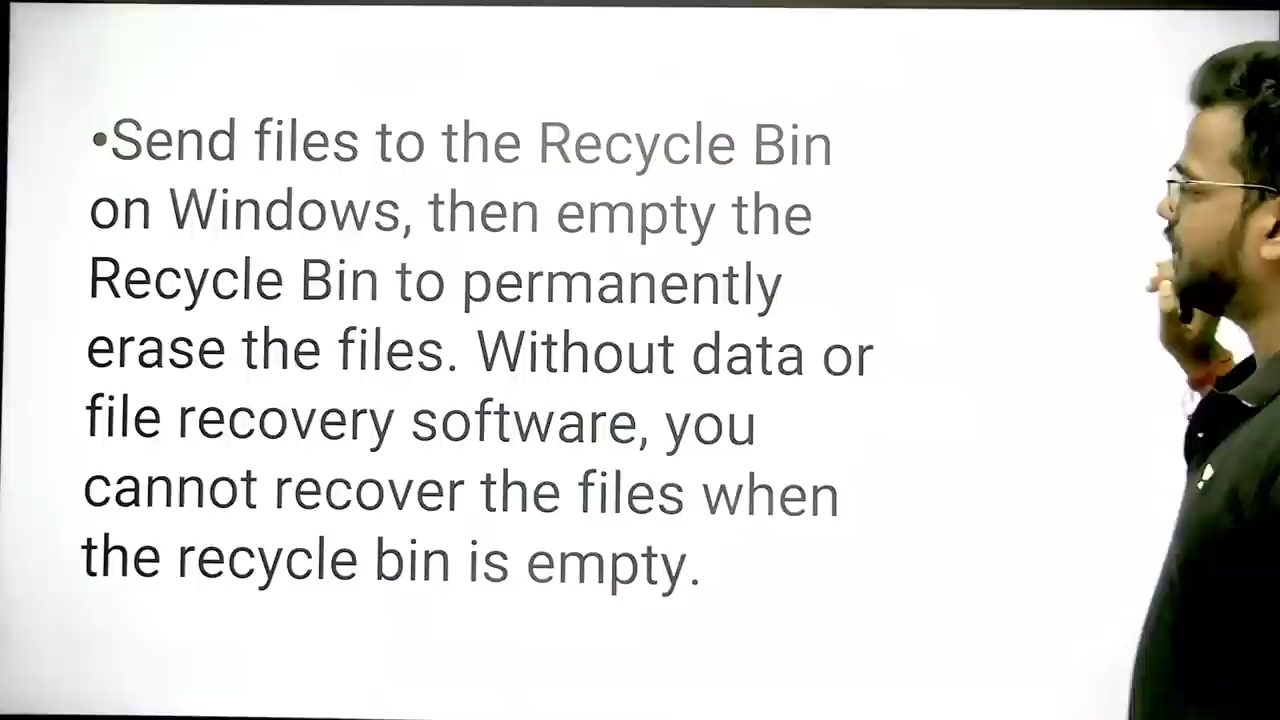 •Send files to the Recycle Bin
on Windows, then empty the
Recycle Bin to permanently
erase the files. Without data or
file recovery software, you
cannot recover the files when
the recycle bin is empty.